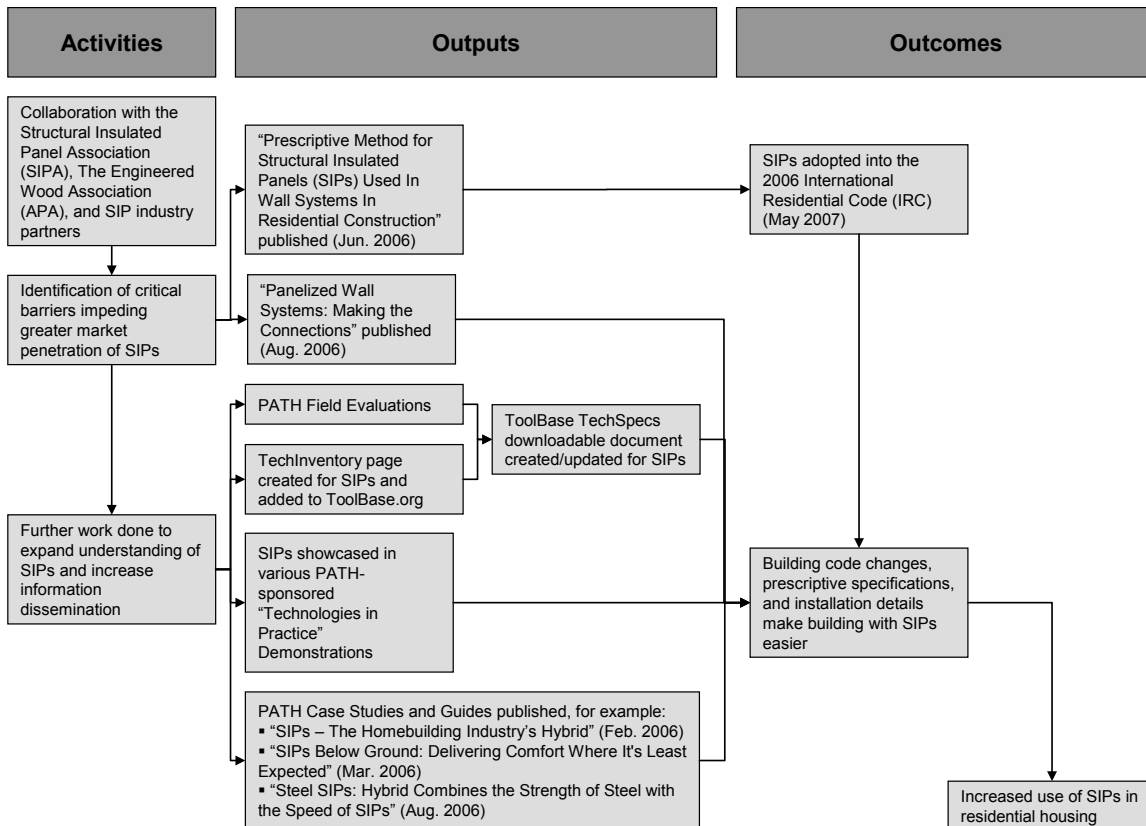 Activities
Outputs
Outcomes
Collaboration with the
Structural Insulated
Panel Association
(SIPA), The Engineered
Wood Association
(APA), and SIP industry
partners
“Prescriptive Method for
Structural Insulated
Panels (SIPs) Used In
Wall Systems In
Residential Construction”
published (Jun. 2006)
SIPs adopted into the
2006 International
Residential Code (IRC)
(May 2007)
Identification of critical
barriers impeding
greater market
penetration of SIPs
“Panelized Wall
Systems: Making the
Connections” published
(Aug. 2006)
PATH Field Evaluations
TechInventory page
created for SIPs and
added to ToolBase.org
ToolBase TechSpecs
downloadable document
created/updated for SIPs
Further work done to
expand understanding of
SIPs and increase
information
dissemination
SIPs showcased in
various PATH-
sponsored
“Technologies in
Practice”
Demonstrations
Building code changes,
prescriptive specifications,
and installation details
make building with SIPs
easier
PATH Case Studies and Guides published, for example:
▪ “SIPs – The Homebuilding Industry’s Hybrid” (Feb. 2006)
▪ “SIPs Below Ground: Delivering Comfort Where It's Least
Expected” (Mar. 2006)
▪ “Steel SIPs: Hybrid Combines the Strength of Steel with
the Speed of SIPs” (Aug. 2006)
Increased use of SIPs in
residential housing